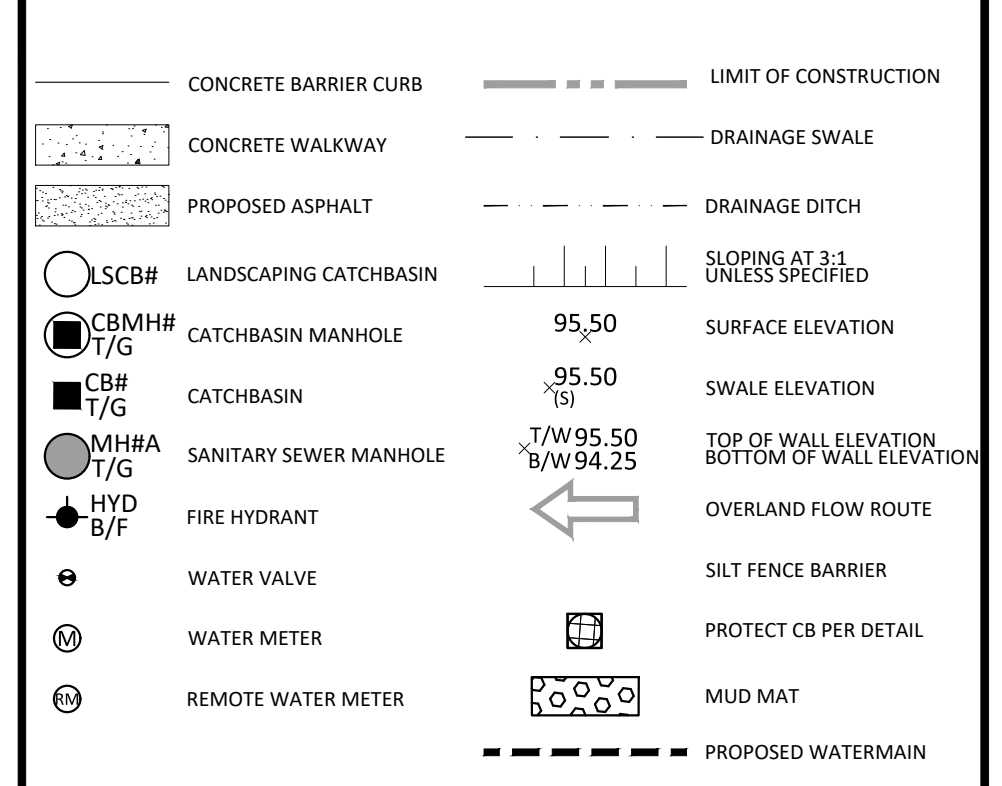 CONCRETE BARRIER CURB
CONCRETE WALKWAY
PROPOSED ASPHALT
LSCB#
LANDSCAPING CATCHBASIN
CBMH#
T/G
CATCHBASIN MANHOLE
CB#
T/G
CATCHBASIN
MH#A
T/G
SANITARY SEWER MANHOLE
HYD
B/F
FIRE HYDRANT
WATER VALVE
M
WATER METER
RM
REMOTE WATER METER
LIMIT OF CONSTRUCTION
DRAINAGE SWALE
DRAINAGE DITCH
SLOPING AT 3:1
UNLESS SPECIFIED
95.50
SURFACE ELEVATION
95.50
(S)
SWALE ELEVATION
T/W 95.50
B/W 94.25
TOP OF WALL ELEVATION
BOTTOM OF WALL ELEVATION
OVERLAND FLOW ROUTE
SILT FENCE BARRIER
PROTECT CB PER DETAIL
MUD MAT
PROPOSED WATERMAIN